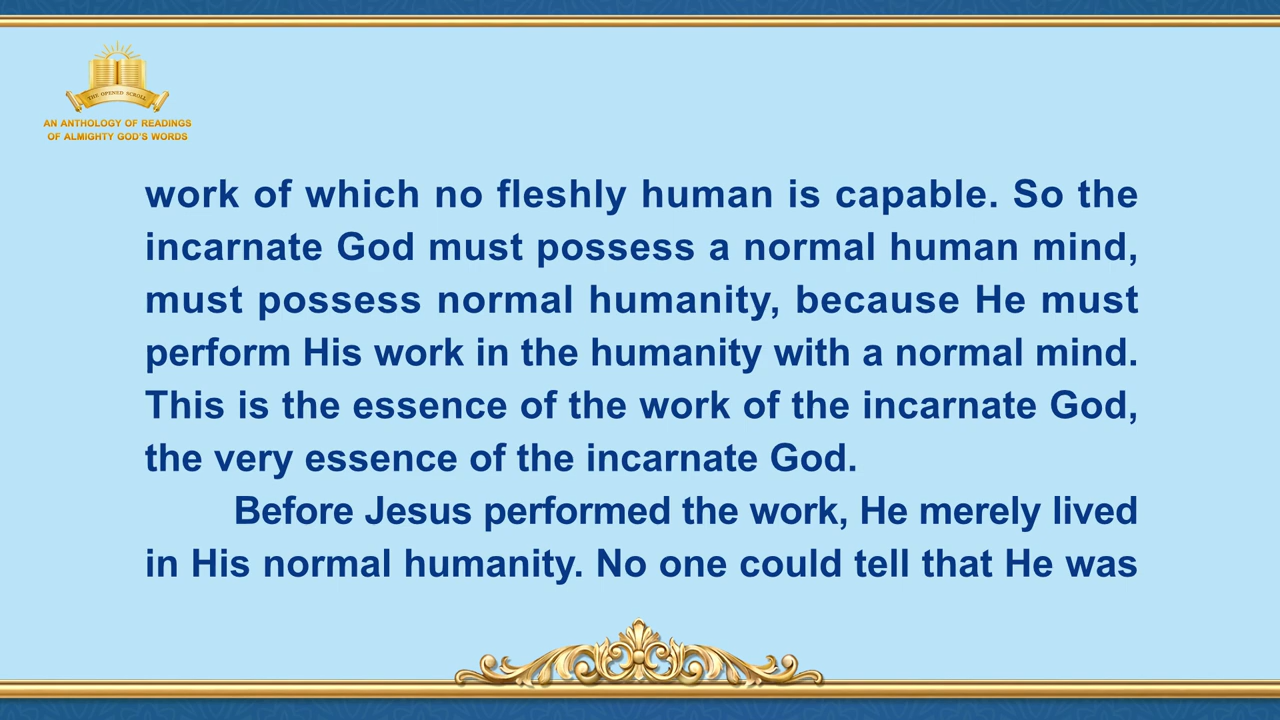 THE OPENED SCROLL
AN ANTHOLOGY OF READINGS
OF ALMIGHTY GOD'S WORDS
work of which no fleshly human is capable. So the
incarnate God must possess a normal human mind,
must possess normal humanity, because He must
perform His work in the humanity with a normal mind.
This is the essence of the work of the incarnate God,
the very essence of the incarnate God.
Before Jesus performed the work, He merely lived
in His normal humanity. No one could tell that He was